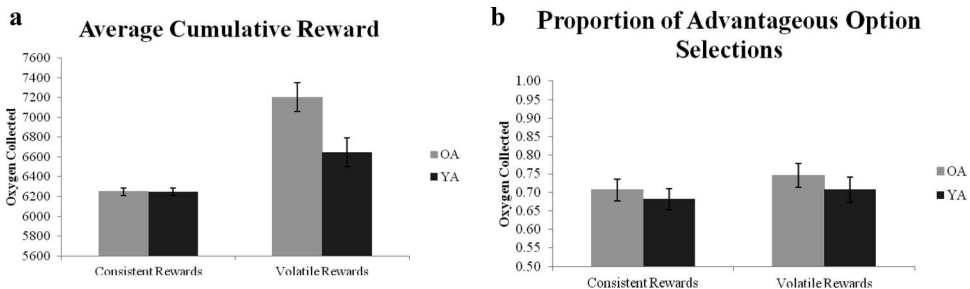 a
Average Cumulative Reward
7600
7400
7200
7000
6800
6600
6400
6200
6000
5800
5600
Oxygen Collected
Consistent Rewards
Volatile Rewards
OA
YA
b
Proportion of Advantageous Option
Selections
1.00
0.95
0.90
0.85
0.80
0.75
0.70
0.65
0.60
0.55
0.50
Oxygen Collected
Consistent Rewards
Volatile Rewards
OA
YA